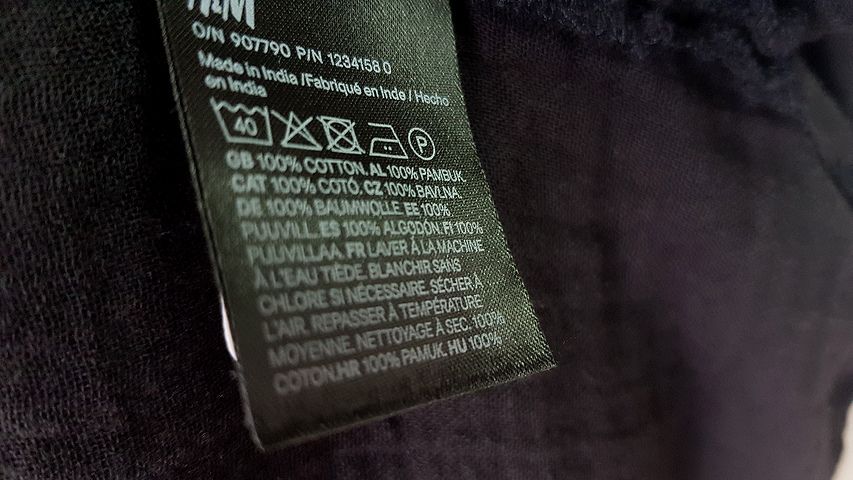 H&M
O/N 907790 P/N 1234158 0
Made in India /Fabriqué en Inde / Hecho
en India
40 P
GB 100% COTTON. AL 100% PAMBUK.
CAT 100% COTÓ. CZ 100% BAVLNA.
DE 100% BAUMWOLLE. EE 100%
PUUVILL. ES 100% ALGODÓN. FI 100%
PUUVILLAA. FR LAVER À LA MACHINE
À L'EAU TIÈDE. BLANCHIR SANS
CHLORE SI NÉCESSAIRE. SÉCHER À
L'AIR. REPASSER À TEMPÉRATURE
MOYENNE. NETTOYAGE À SEC. 100%
COTON. HR 100% PAMUK. HU 100%